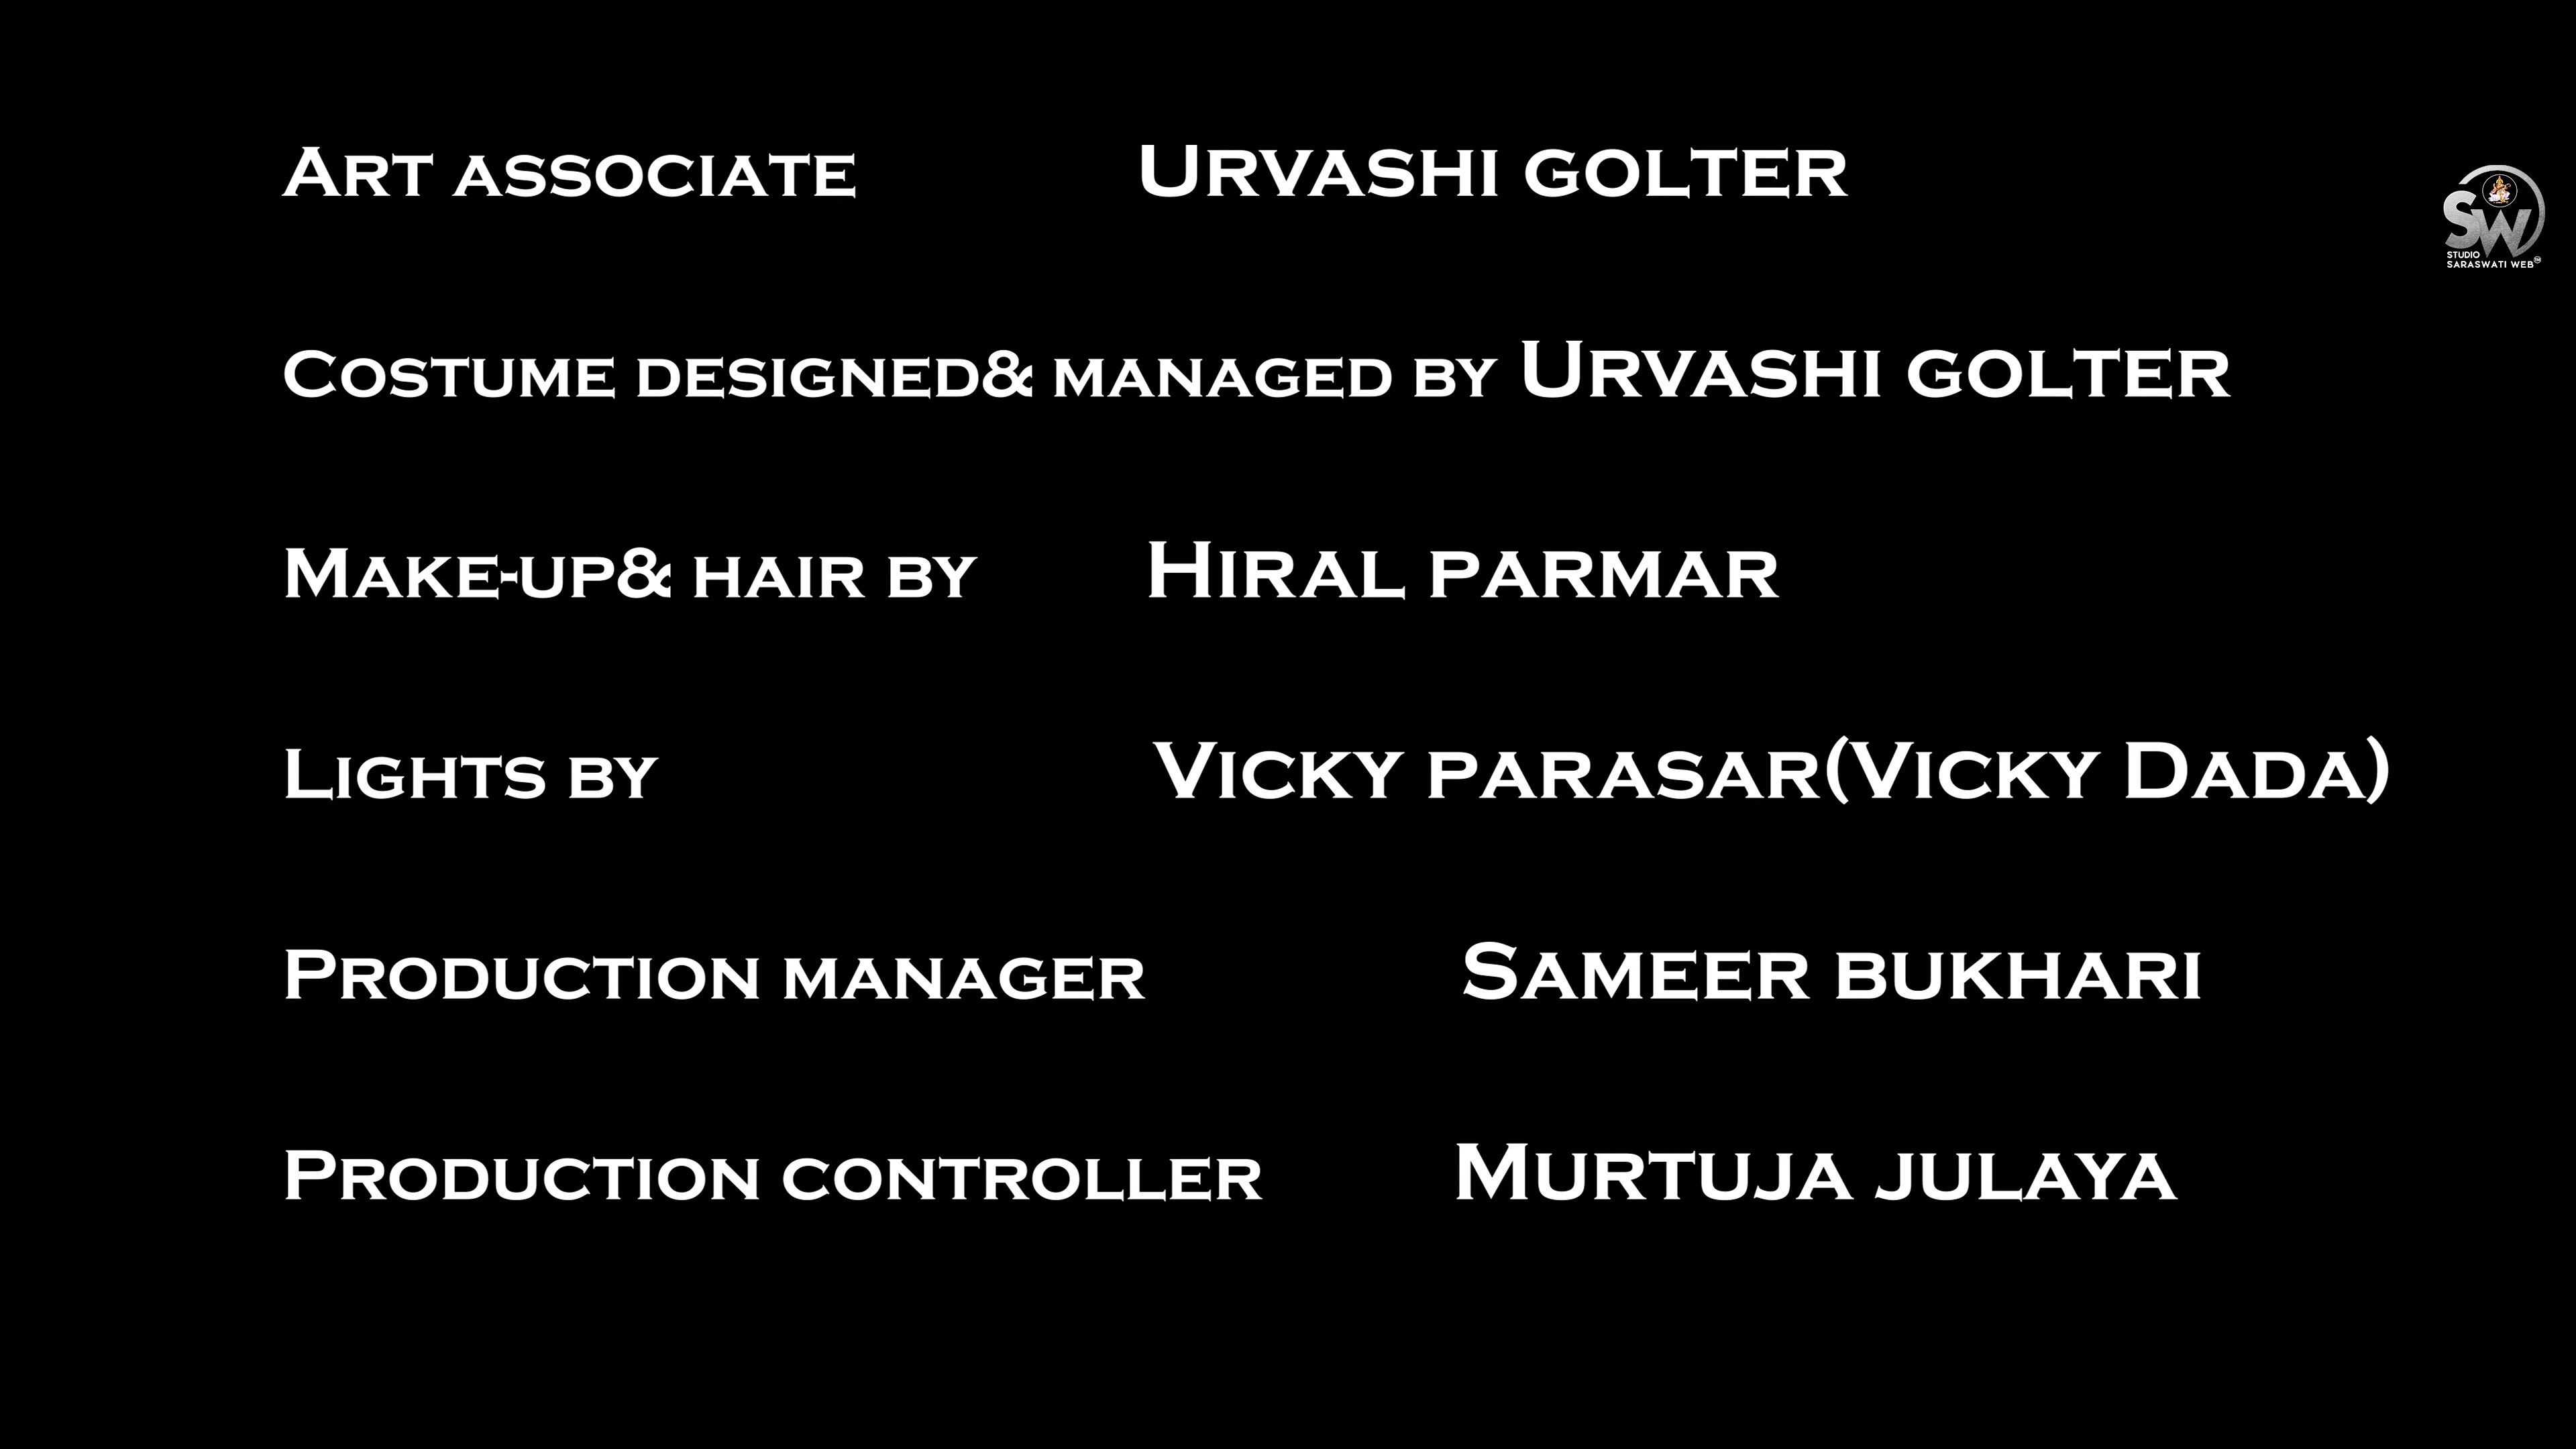 Art associate Urvashi golter
SW
STUDIO
SARASWATI WEB
Costume designed& managed by Urvashi golter
Make-up& hair by Hiral parmar
Lights by Vicky parasar(Vicky Dada)
Production manager Sameer bukhari
Production controller Murtuja julaya